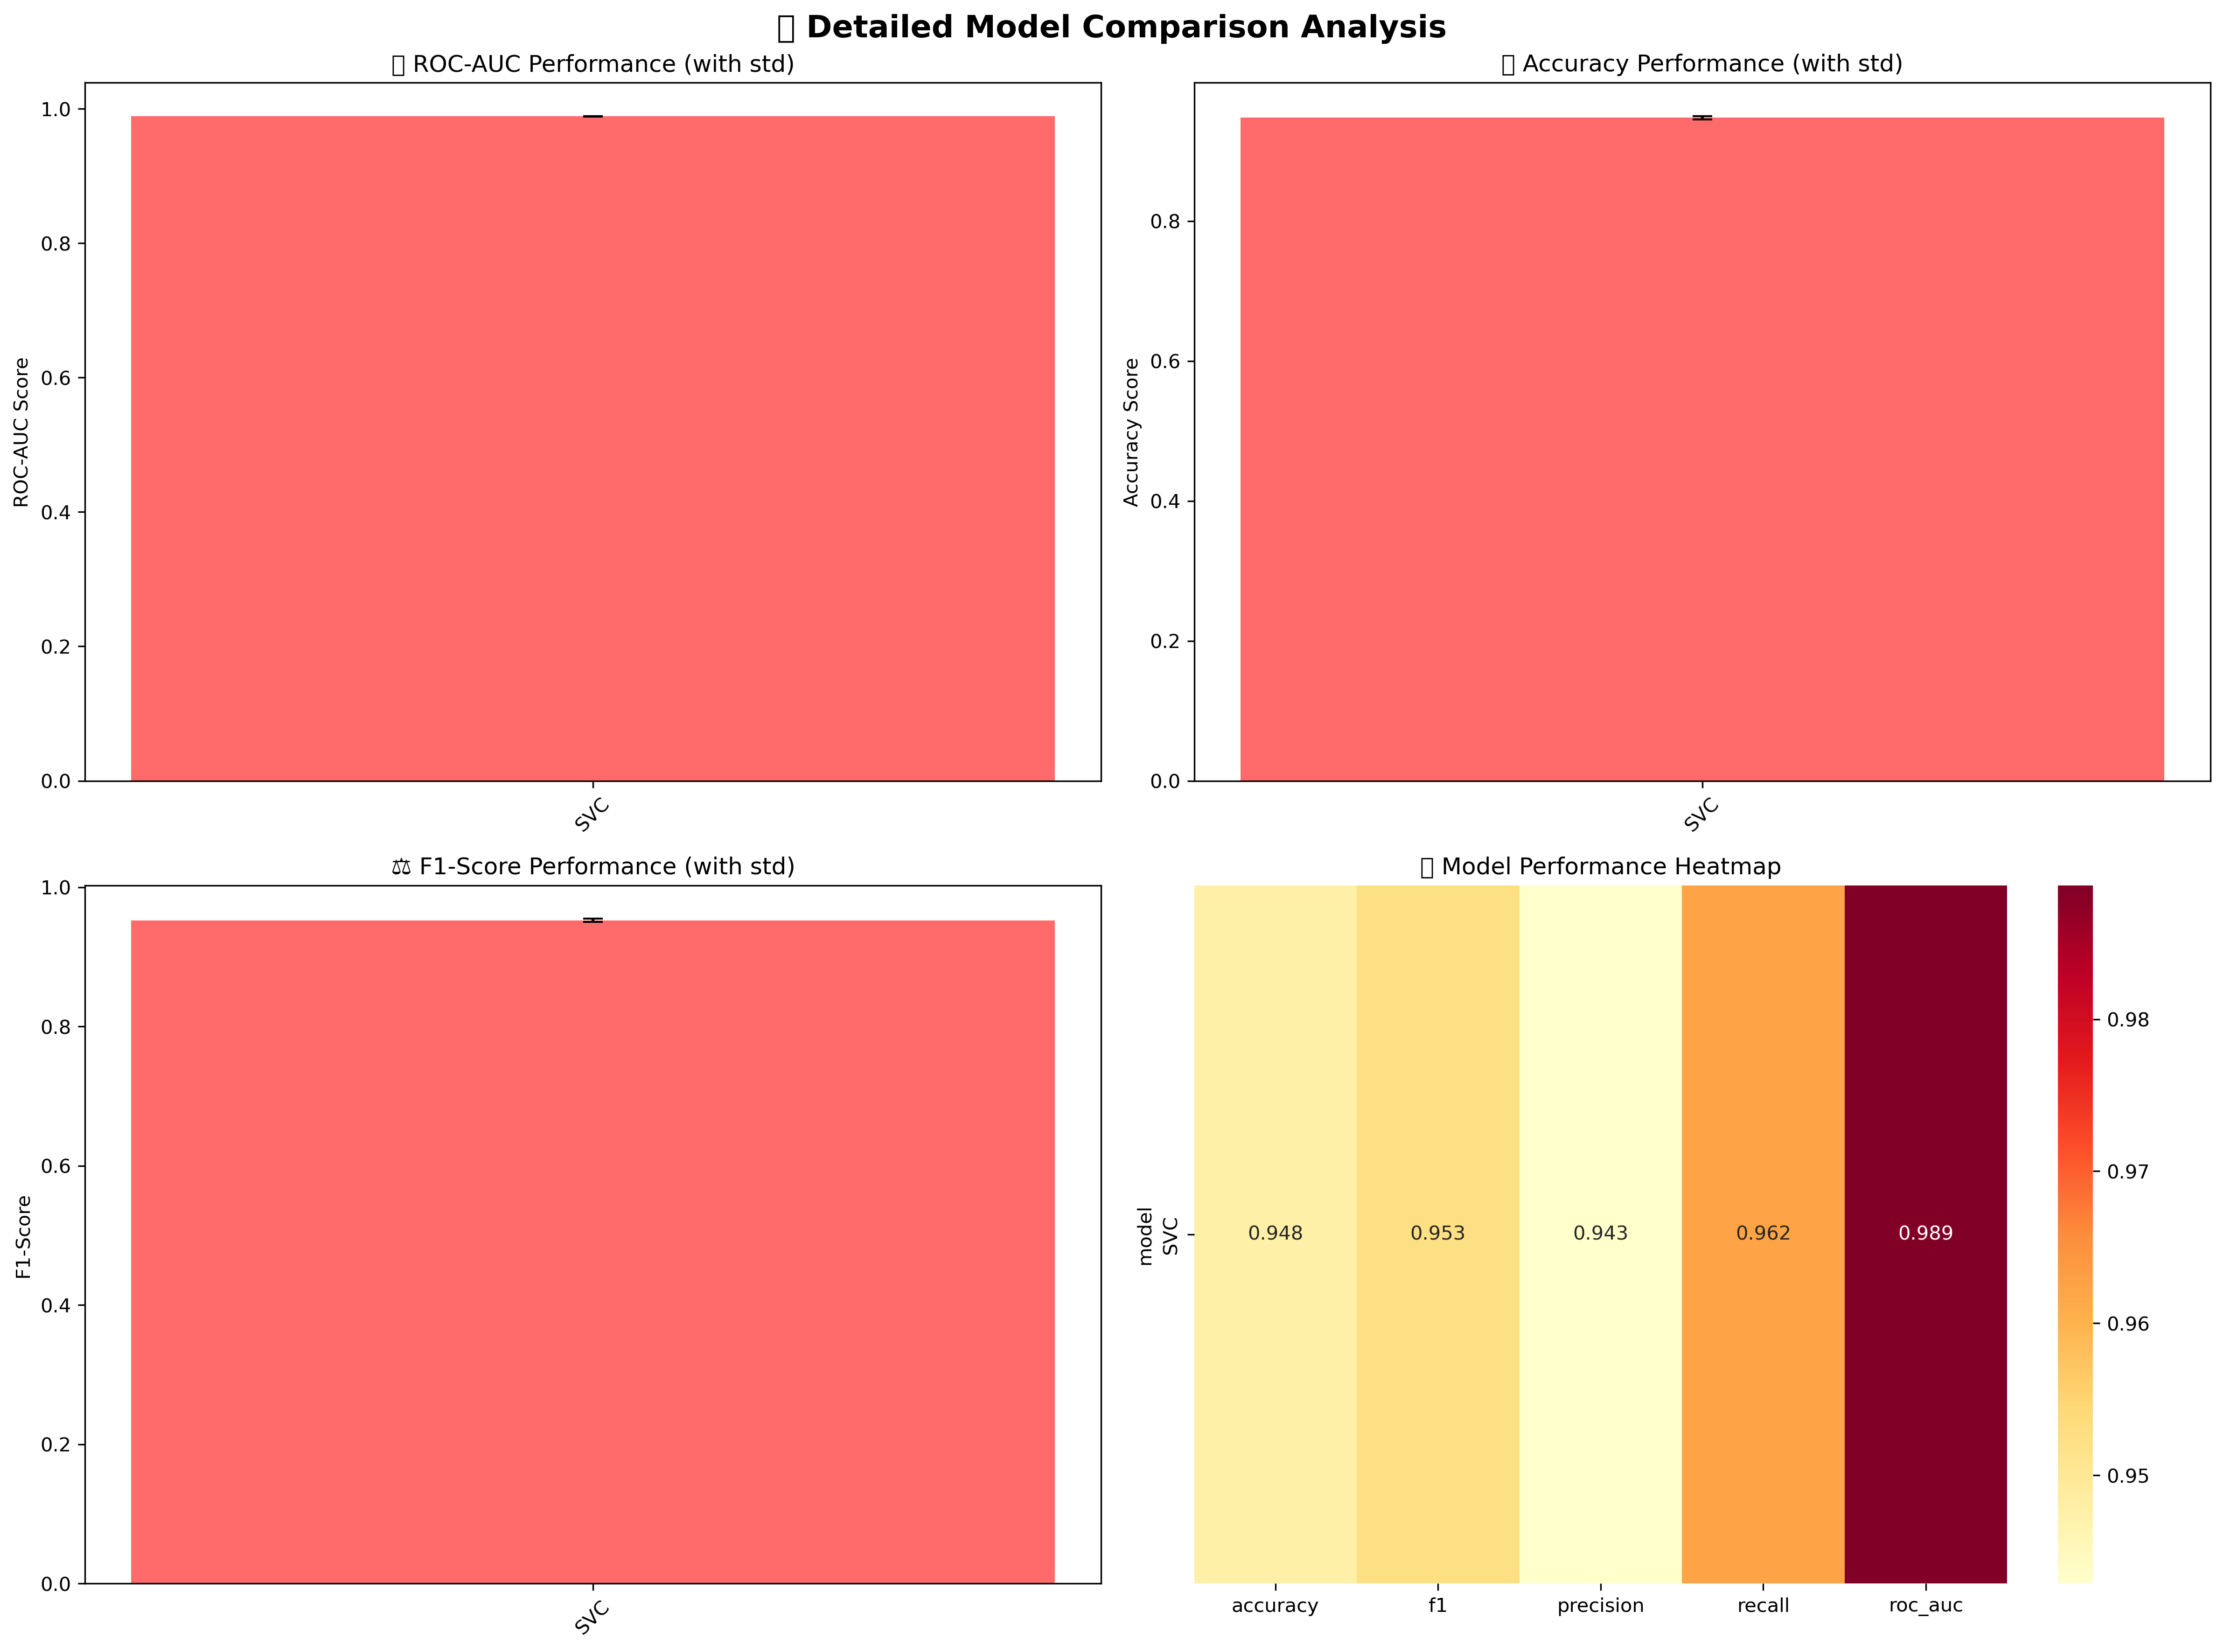 Detailed Model Comparison Analysis
ROC-AUC Performance (with std)
1.0
0.8
0.6
0.4
0.2
0.0
ROC-AUC Score
SVC
Accuracy Performance (with std)
0.8
0.6
0.4
0.2
0.0
Accuracy Score
SVC
⚖ F1-Score Performance (with std)
1.0
0.8
0.6
0.4
0.2
0.0
F1-Score
SVC
Model Performance Heatmap
model
SVC
0.948 0.953 0.943 0.962 0.989
accuracy f1 precision recall roc_auc
0.98
0.97
0.96
0.95